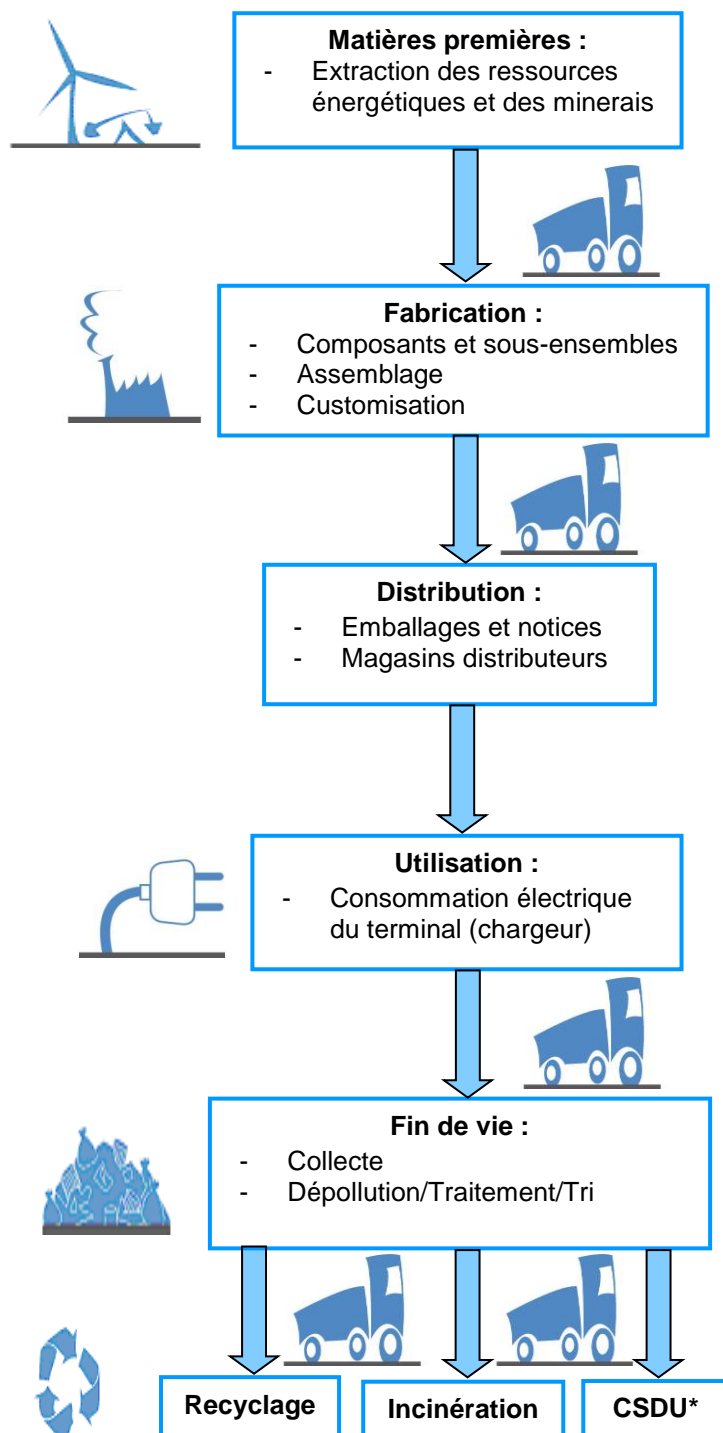 Matières premières :
- Extraction des ressources
énergétiques et des minerais
Fabrication :
- Composants et sous-ensembles
- Assemblage
- Customisation
Distribution :
- Emballages et notices
- Magasins distributeurs
Utilisation :
- Consommation électrique
du terminal (chargeur)
Fin de vie :
- Collecte
- Dépollution/Traitement/Tri
Recyclage
Incinération
CSDU*